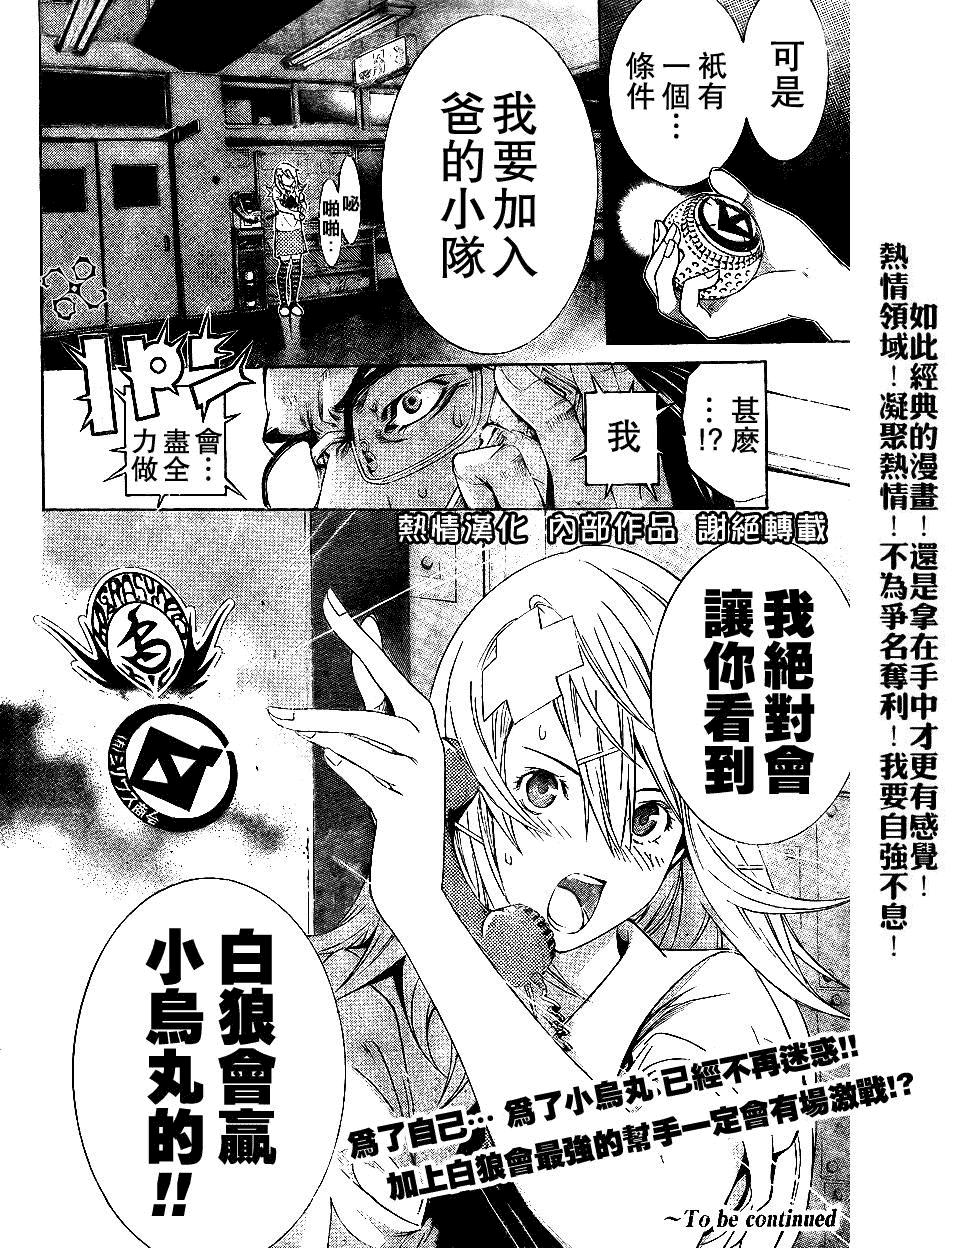 可是
祇有
一個…
條件
我要加入
爸的小隊
嘿
嘿嘿…
甚麼
…!?
我
會…
盡全
力做
熱情漢化 內部作品 謝絕轉載
我絕對會
讓你看到
白狼會贏
小烏丸的!!
為了自己… 為了小烏丸,已經不再迷惑!!
加上白狼會最強的幫手一定會有場激戰!?
~To be continued
如此經典的漫畫！還是拿在手中才更有感覺！
熱情領域！凝聚熱情！不為爭名奪利！我要自強不息！